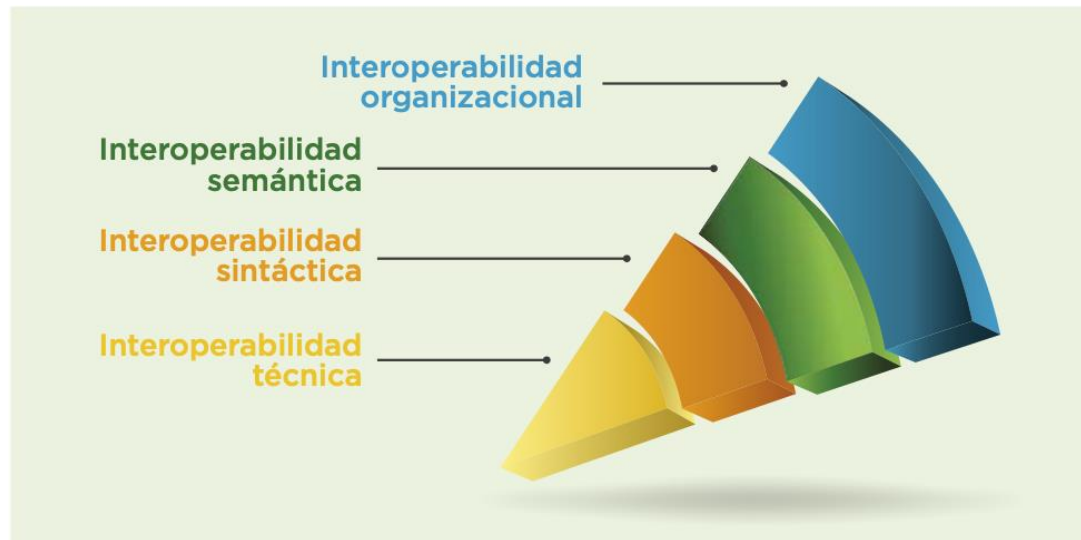 Interoperabilidad
organizacional
Interoperabilidad
semántica
Interoperabilidad
sintáctica
Interoperabilidad
técnica